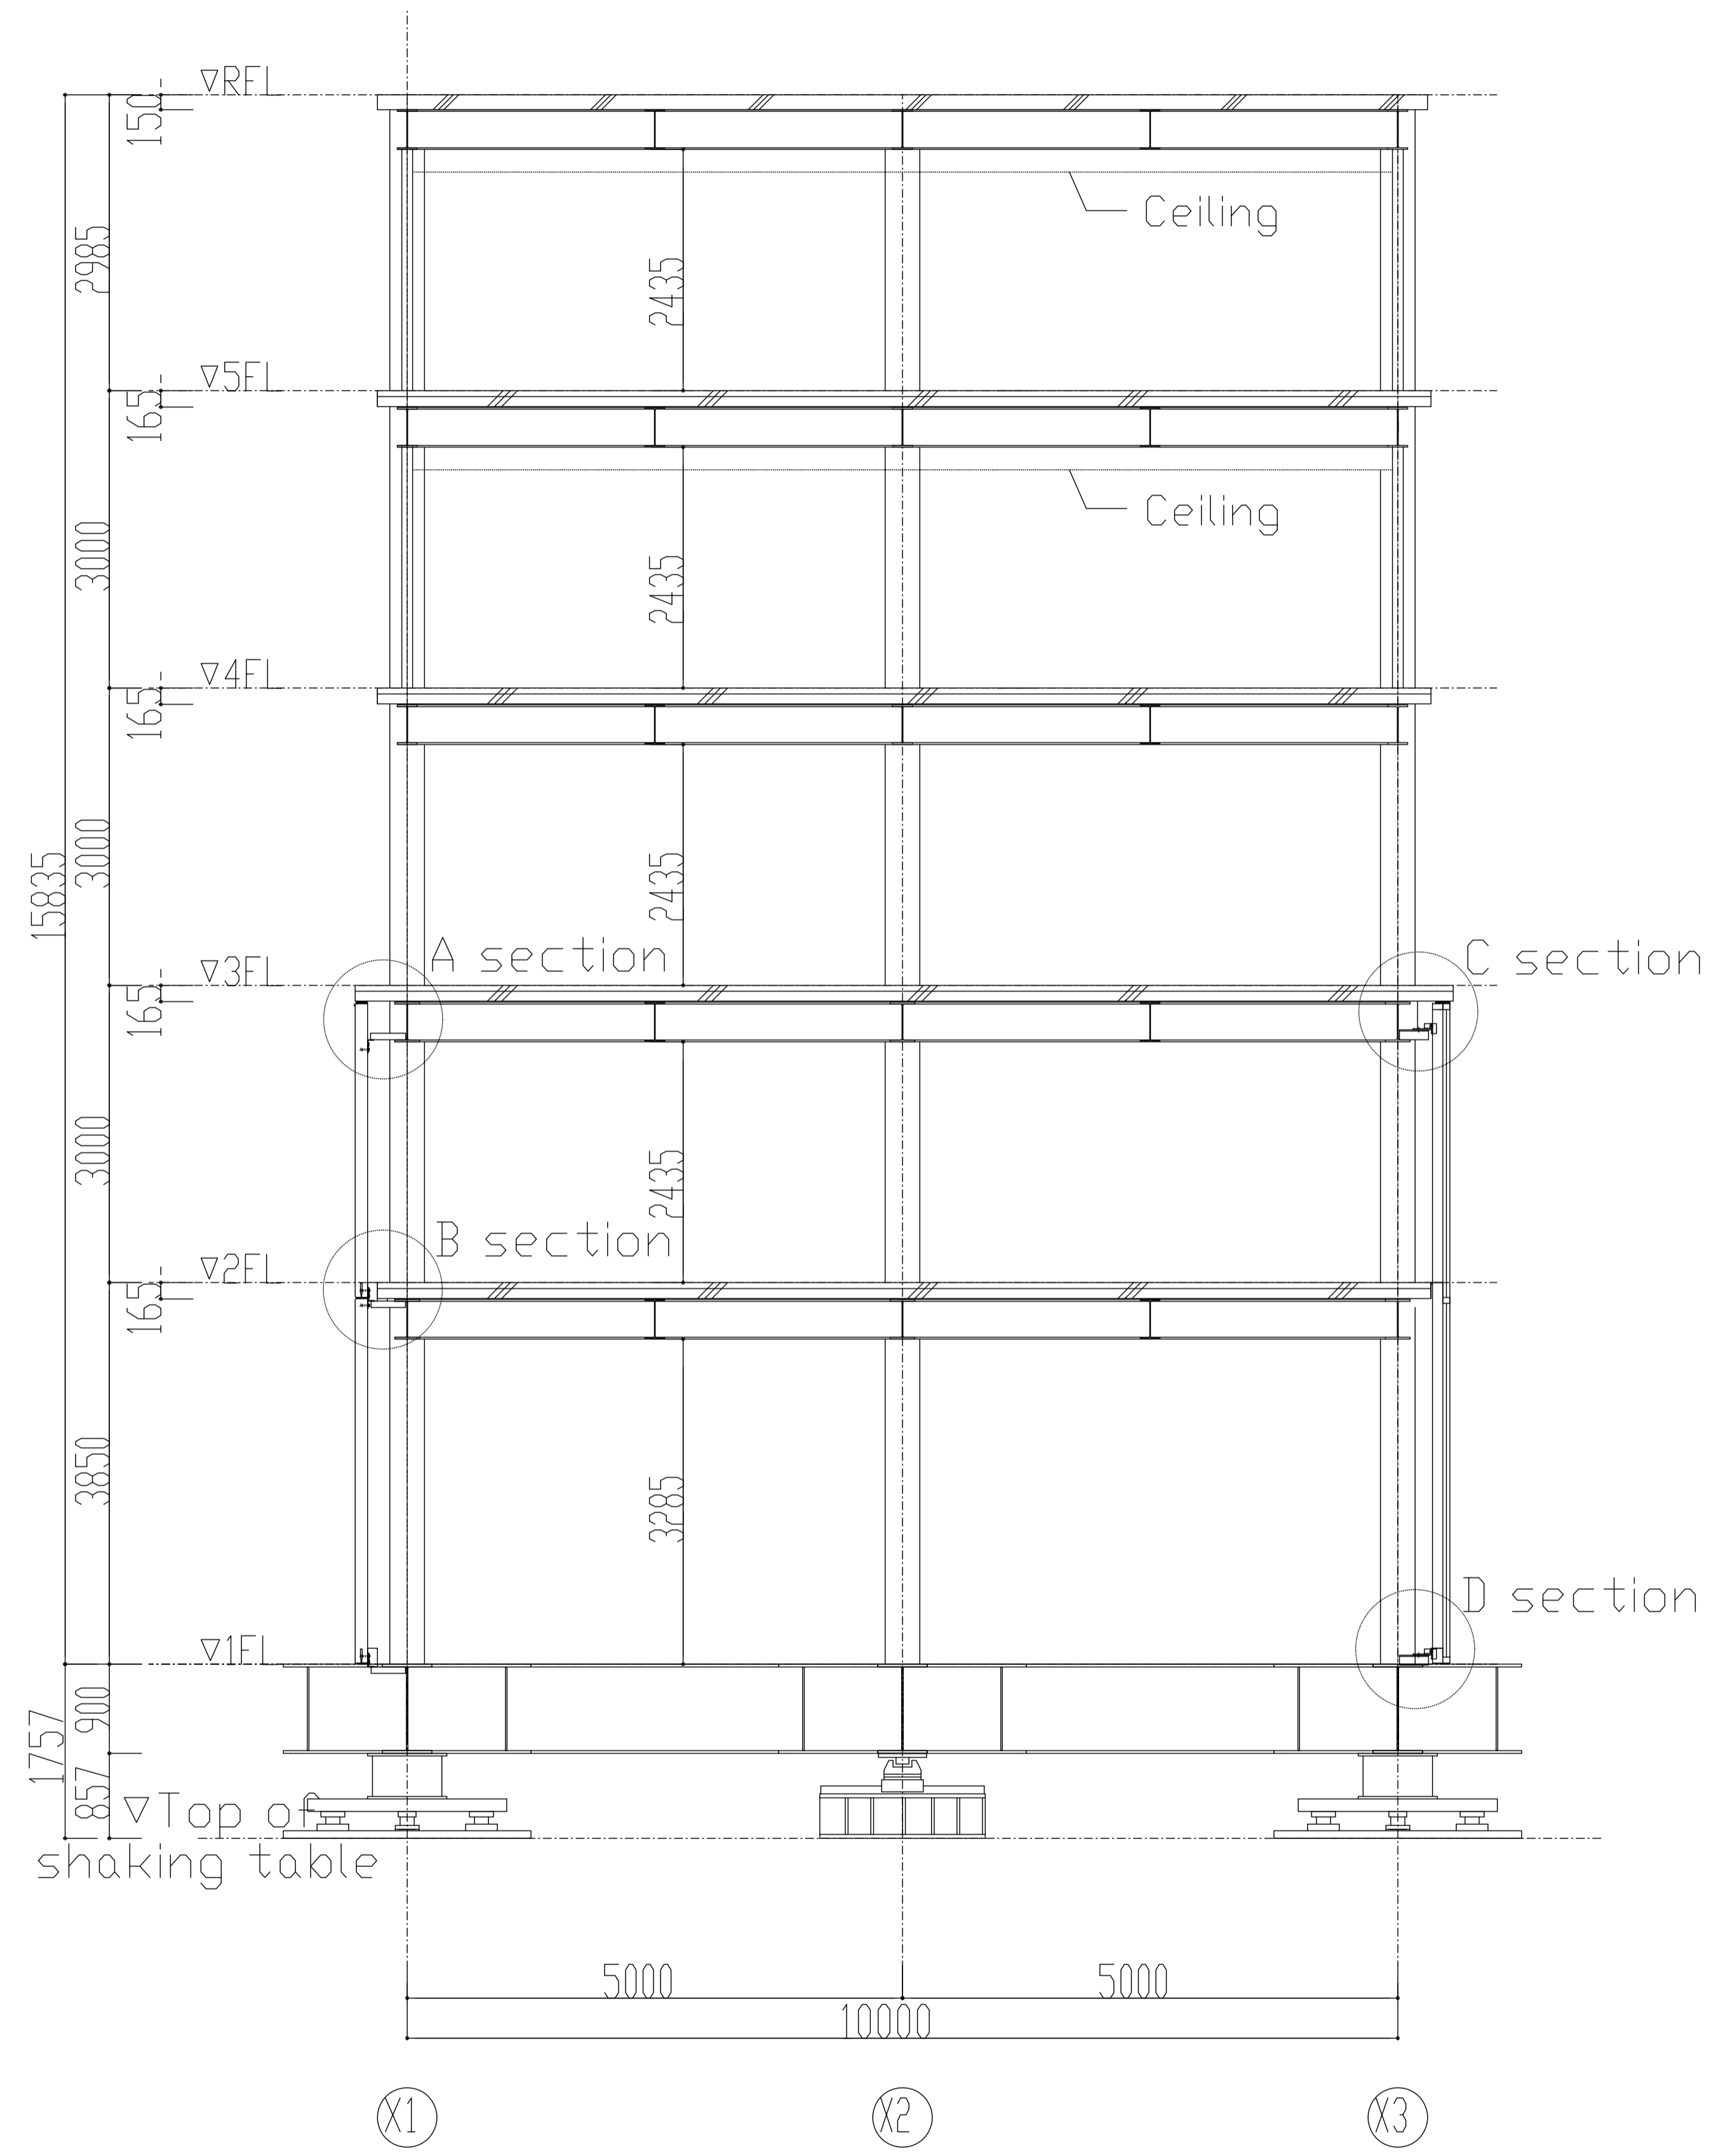 ▽RFL
150
2985
Ceiling
2435
▽5FL
165
3000
Ceiling
2435
▽4FL
165
3000
2435
15835
A section
C section
▽3FL
165
3000
2435
B section
▽2FL
165
3850
3285
D section
▽1FL
900
1757
857
▽Top of
shaking table
5000
5000
10000
X1
X2
X3